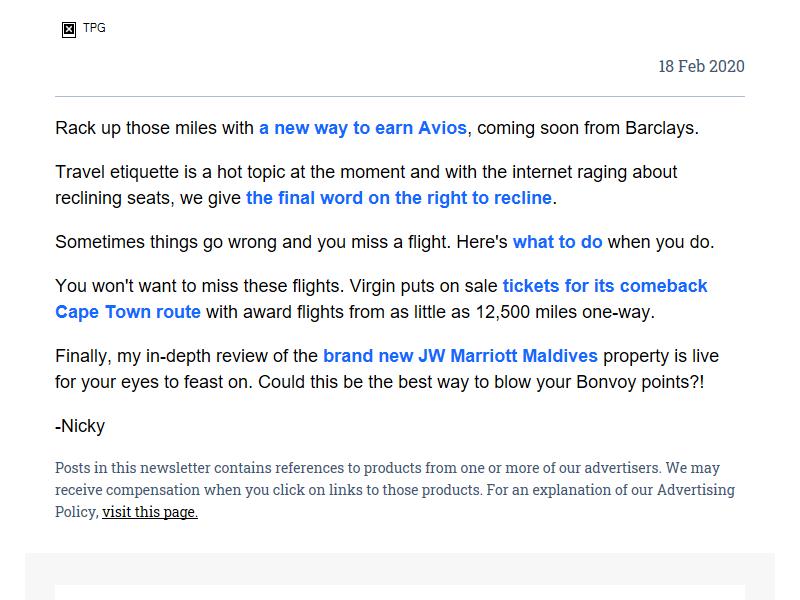 TPG
18 Feb 2020
Rack up those miles with a new way to earn Avios, coming soon from Barclays.
Travel etiquette is a hot topic at the moment and with the internet raging about
reclining seats, we give the final word on the right to recline.
Sometimes things go wrong and you miss a flight. Here's what to do when you do.
You won't want to miss these flights. Virgin puts on sale tickets for its comeback
Cape Town route with award flights from as little as 12,500 miles one-way.
Finally, my in-depth review of the brand new JW Marriott Maldives property is live
for your eyes to feast on. Could this be the best way to blow your Bonvoy points?!
-Nicky
Posts in this newsletter contains references to products from one or more of our advertisers. We may
receive compensation when you click on links to those products. For an explanation of our Advertising
Policy, visit this page.